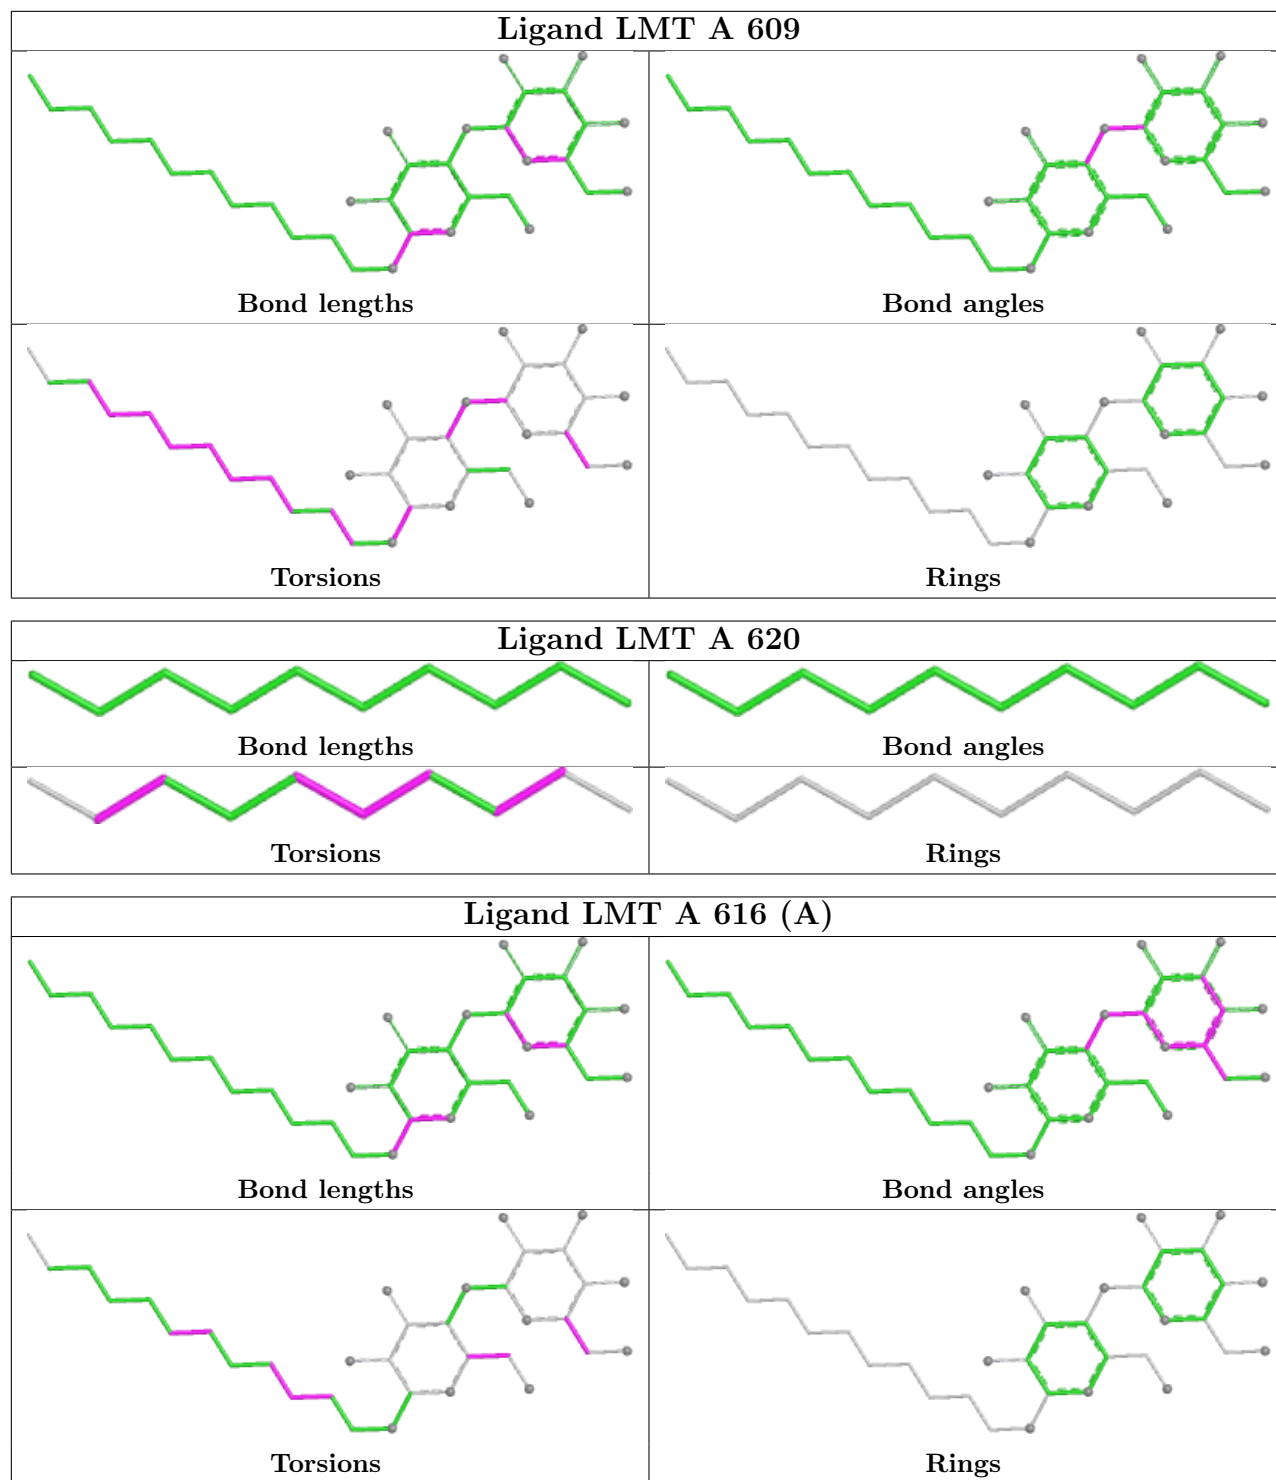 Ligand LMT A 609
Bond lengths
Bond angles
Torsions
Rings
Ligand LMT A 620
Bond lengths
Bond angles
Torsions
Rings
Ligand LMT A 616 (A)
Bond lengths
Bond angles
Torsions
Rings